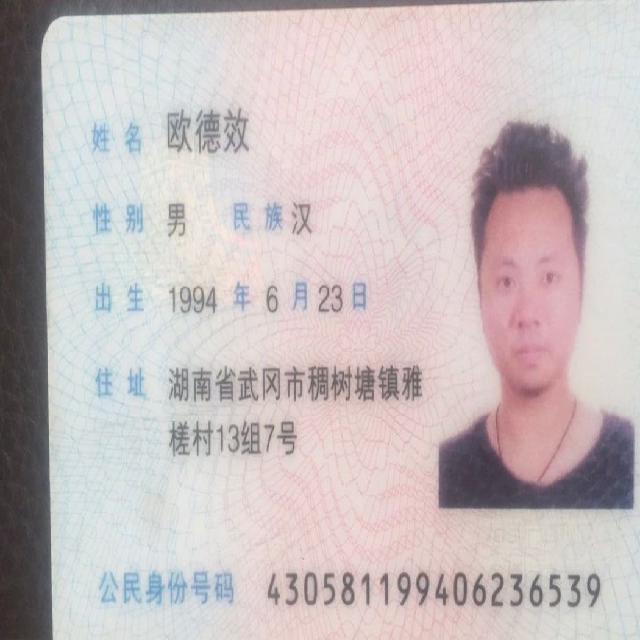 姓名 欧德效
性别 男 民族 汉
出生 1994 年 6 月 23 日
住址 湖南省武冈市稠树塘镇雅
槎村13组7号
公民身份号码 430581199406236539